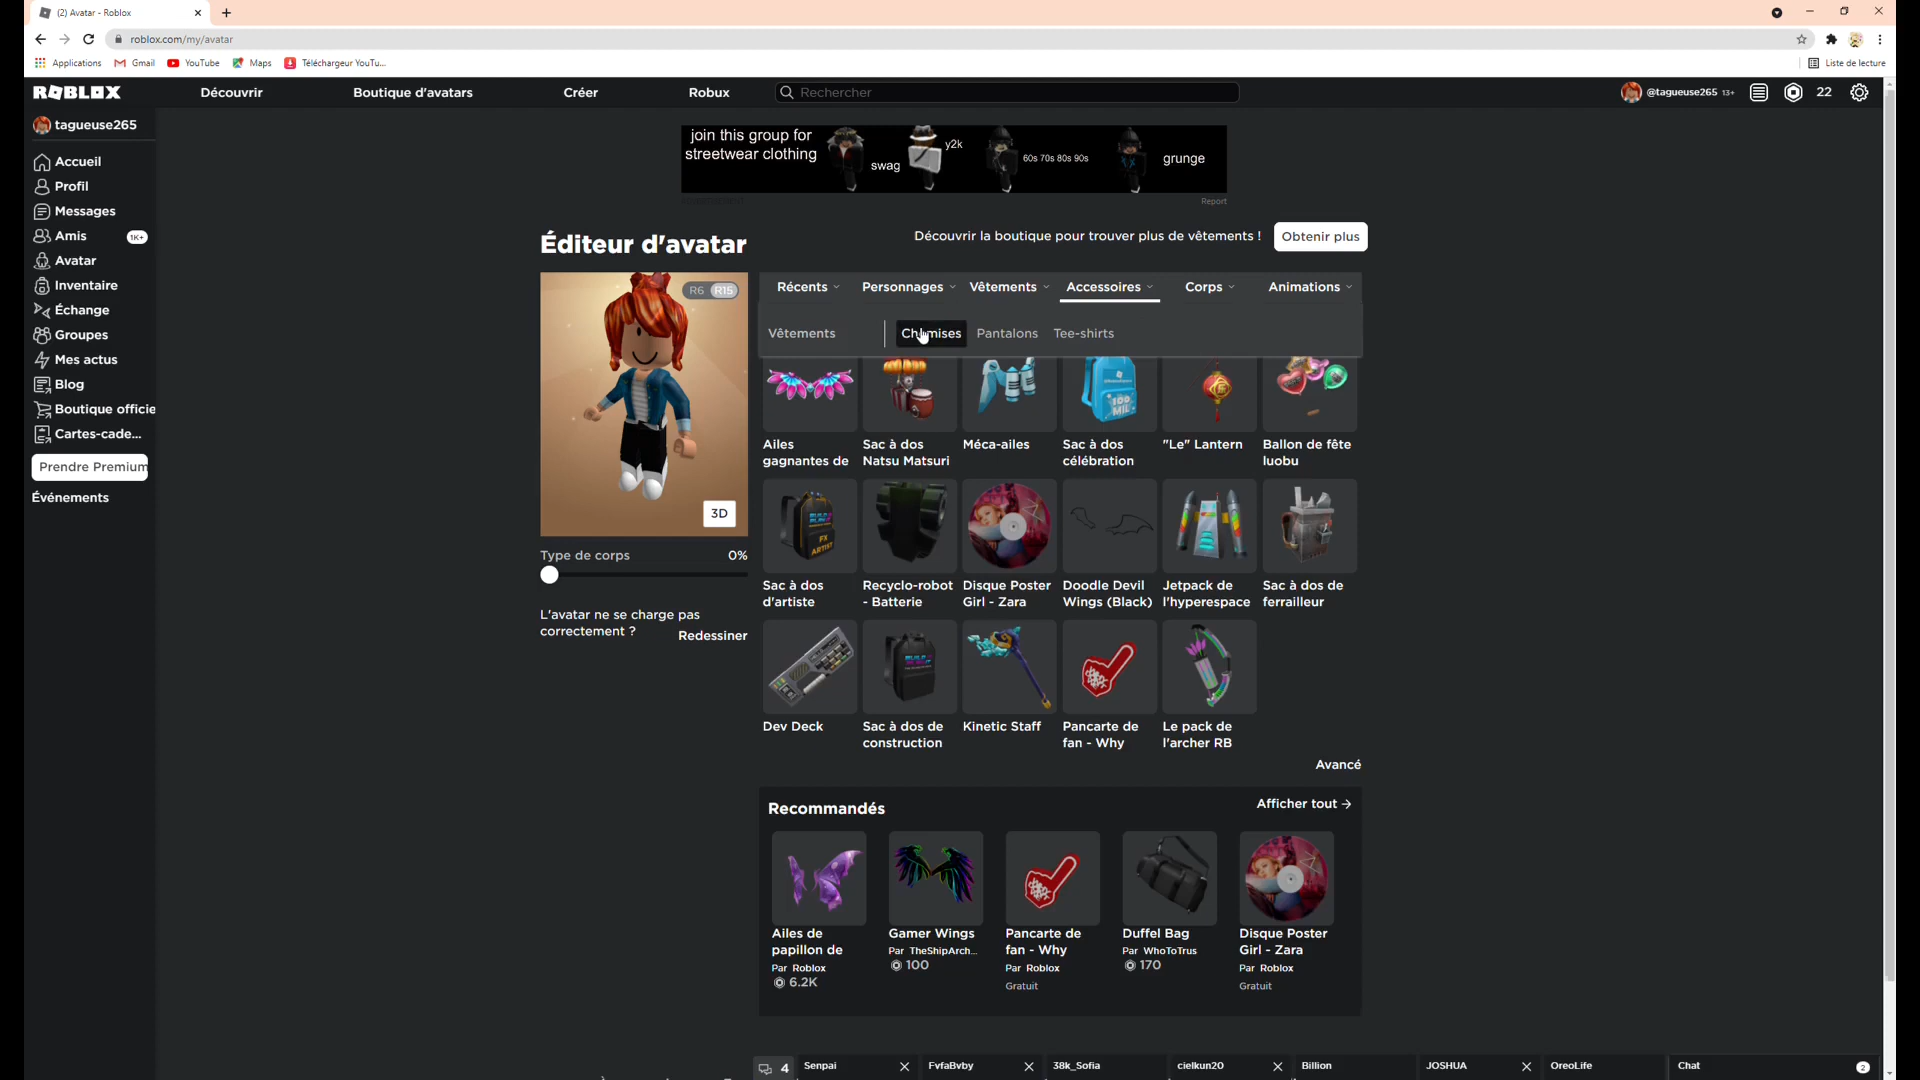 (2) Avatar - Roblox
roblox.com/my/avatar
Applications
Gmail
YouTube
Maps
Téléchargeur YouTu...
Liste de lecture
ROBLOX
Découvrir
Boutique d'avatars
Créer
Robux
Rechercher
@tagueuse265 13+
22
tagueuse265
Accueil
Profil
Messages
Amis
1K+
Avatar
Inventaire
Échange
Groupes
Mes actus
Blog
Boutique officie
Cartes-cade...
Prendre Premium
Événements
join this group for
streetwear clothing
swag
y2k
60s 70s 80s 90s
grunge
Report
Éditeur d'avatar
Découvrir la boutique pour trouver plus de vêtements !
Obtenir plus
R6 R15
3D
Type de corps
0%
L'avatar ne se charge pas
correctement ?
Redessiner
Récents
Personnages
Vêtements
Accessoires
Corps
Animations
Vêtements
Chemises
Pantalons
Tee-shirts
100
MIL
Ailes
gagnantes de
Sac à dos
Natsu Matsuri
Méca-ailes
Sac à dos
célébration
"Le" Lantern
Ballon de fête
luobu
FX
ARTIST
Sac à dos
d'artiste
Recyclo-robot
- Batterie
Disque Poster
Girl - Zara
Doodle Devil
Wings (Black)
Jetpack de
l'hyperespace
Sac à dos de
ferrailleur
Dev Deck
Sac à dos de
construction
Kinetic Staff
Pancarte de
fan - Why
Le pack de
l'archer RB
Avancé
Recommandés
Afficher tout
Ailes de
papillon de
Par Roblox
6.2K
Gamer Wings
Par TheShipArch...
100
Pancarte de
fan - Why
Par Roblox
Gratuit
Duffel Bag
Par WhoToTrus
170
Disque Poster
Girl - Zara
Par Roblox
Gratuit
4
Senpai
FvfaBvby
38k_Sofia
cielkun20
Billion
JOSHUA
OreoLife
Chat
2